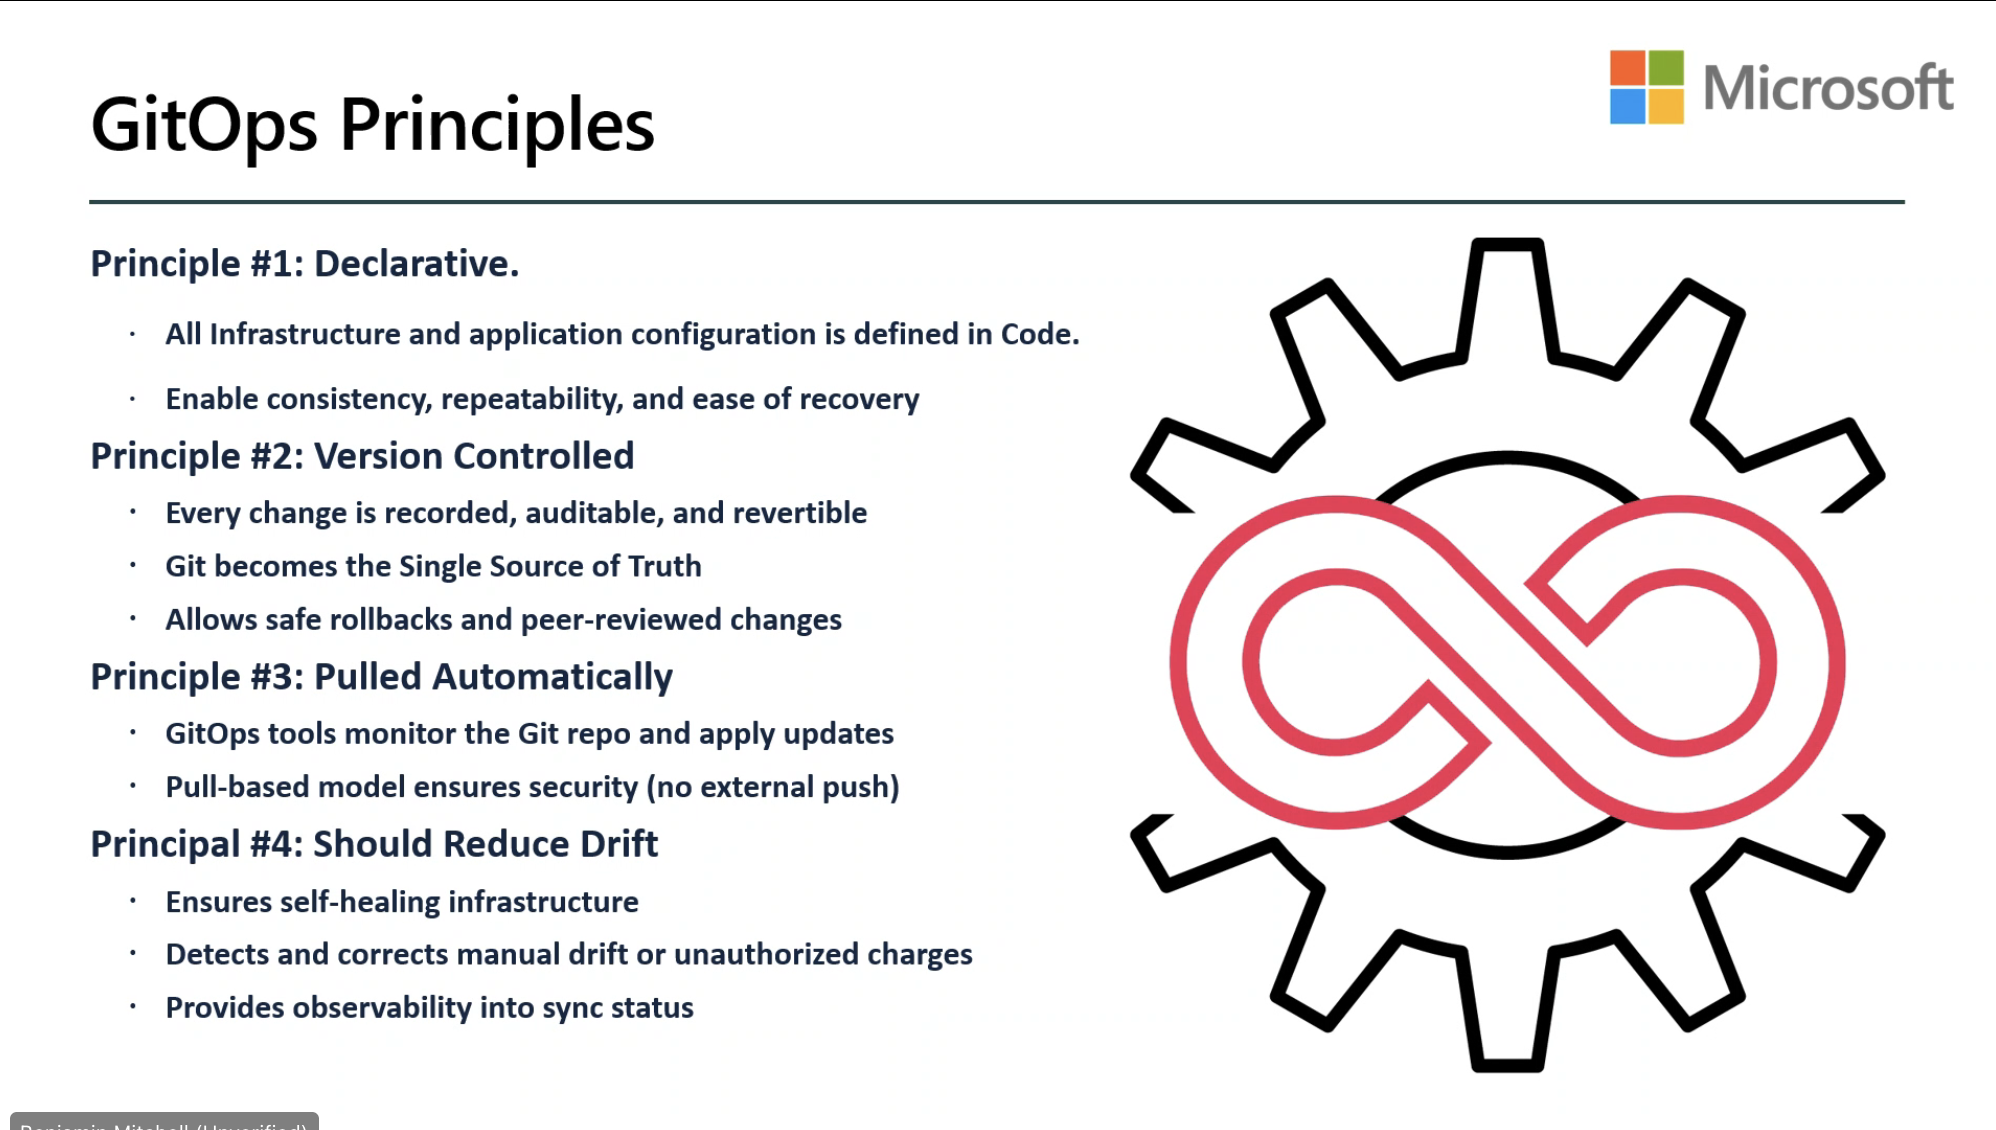 Microsoft
GitOps Principles
Principle #1: Declarative.
· All Infrastructure and application configuration is defined in Code.
· Enable consistency, repeatability, and ease of recovery
Principle #2: Version Controlled
· Every change is recorded, auditable, and revertible
· Git becomes the Single Source of Truth
· Allows safe rollbacks and peer-reviewed changes
Principle #3: Pulled Automatically
· GitOps tools monitor the Git repo and apply updates
· Pull-based model ensures security (no external push)
Principal #4: Should Reduce Drift
· Ensures self-healing infrastructure
· Detects and corrects manual drift or unauthorized charges
· Provides observability into sync status
Benjamin Mitchell (Unverified)